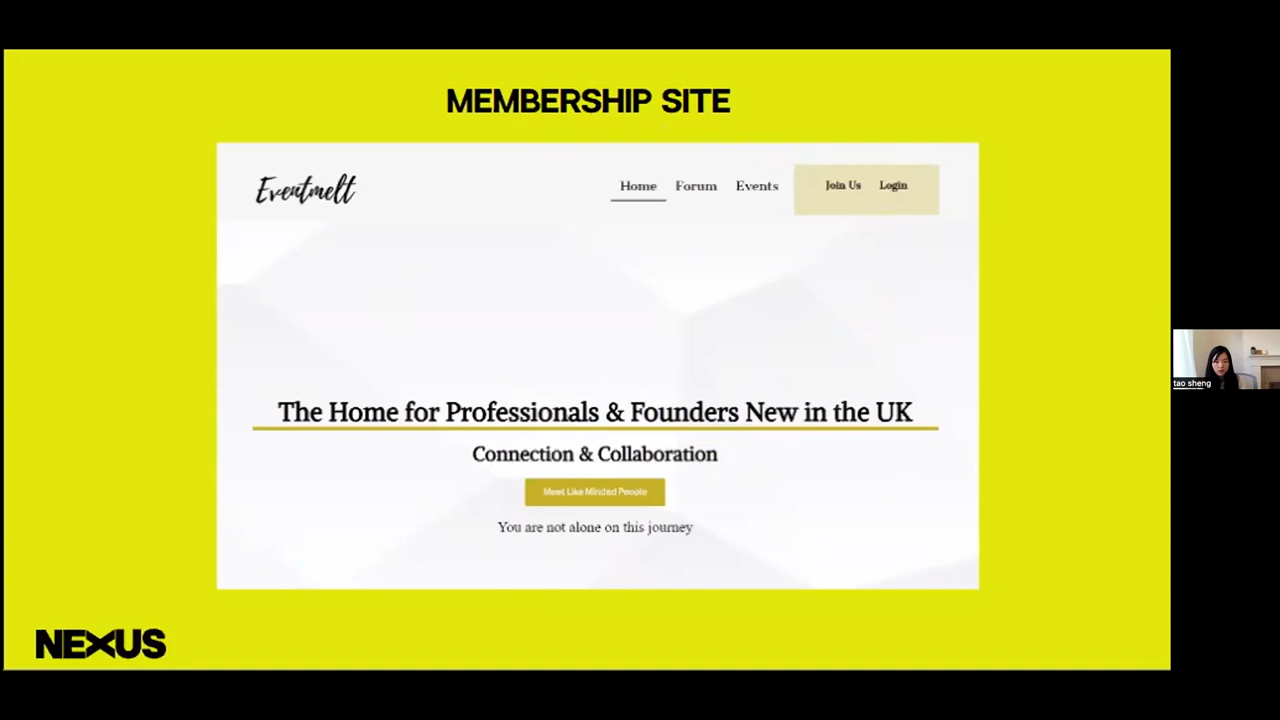 MEMBERSHIP SITE
Eventmelt
Home Forum Events Join Us Login
The Home for Professionals & Founders New in the UK
Connection & Collaboration
Meet Like Minded People
You are not alone on this journey
tao sheng
NEXUS